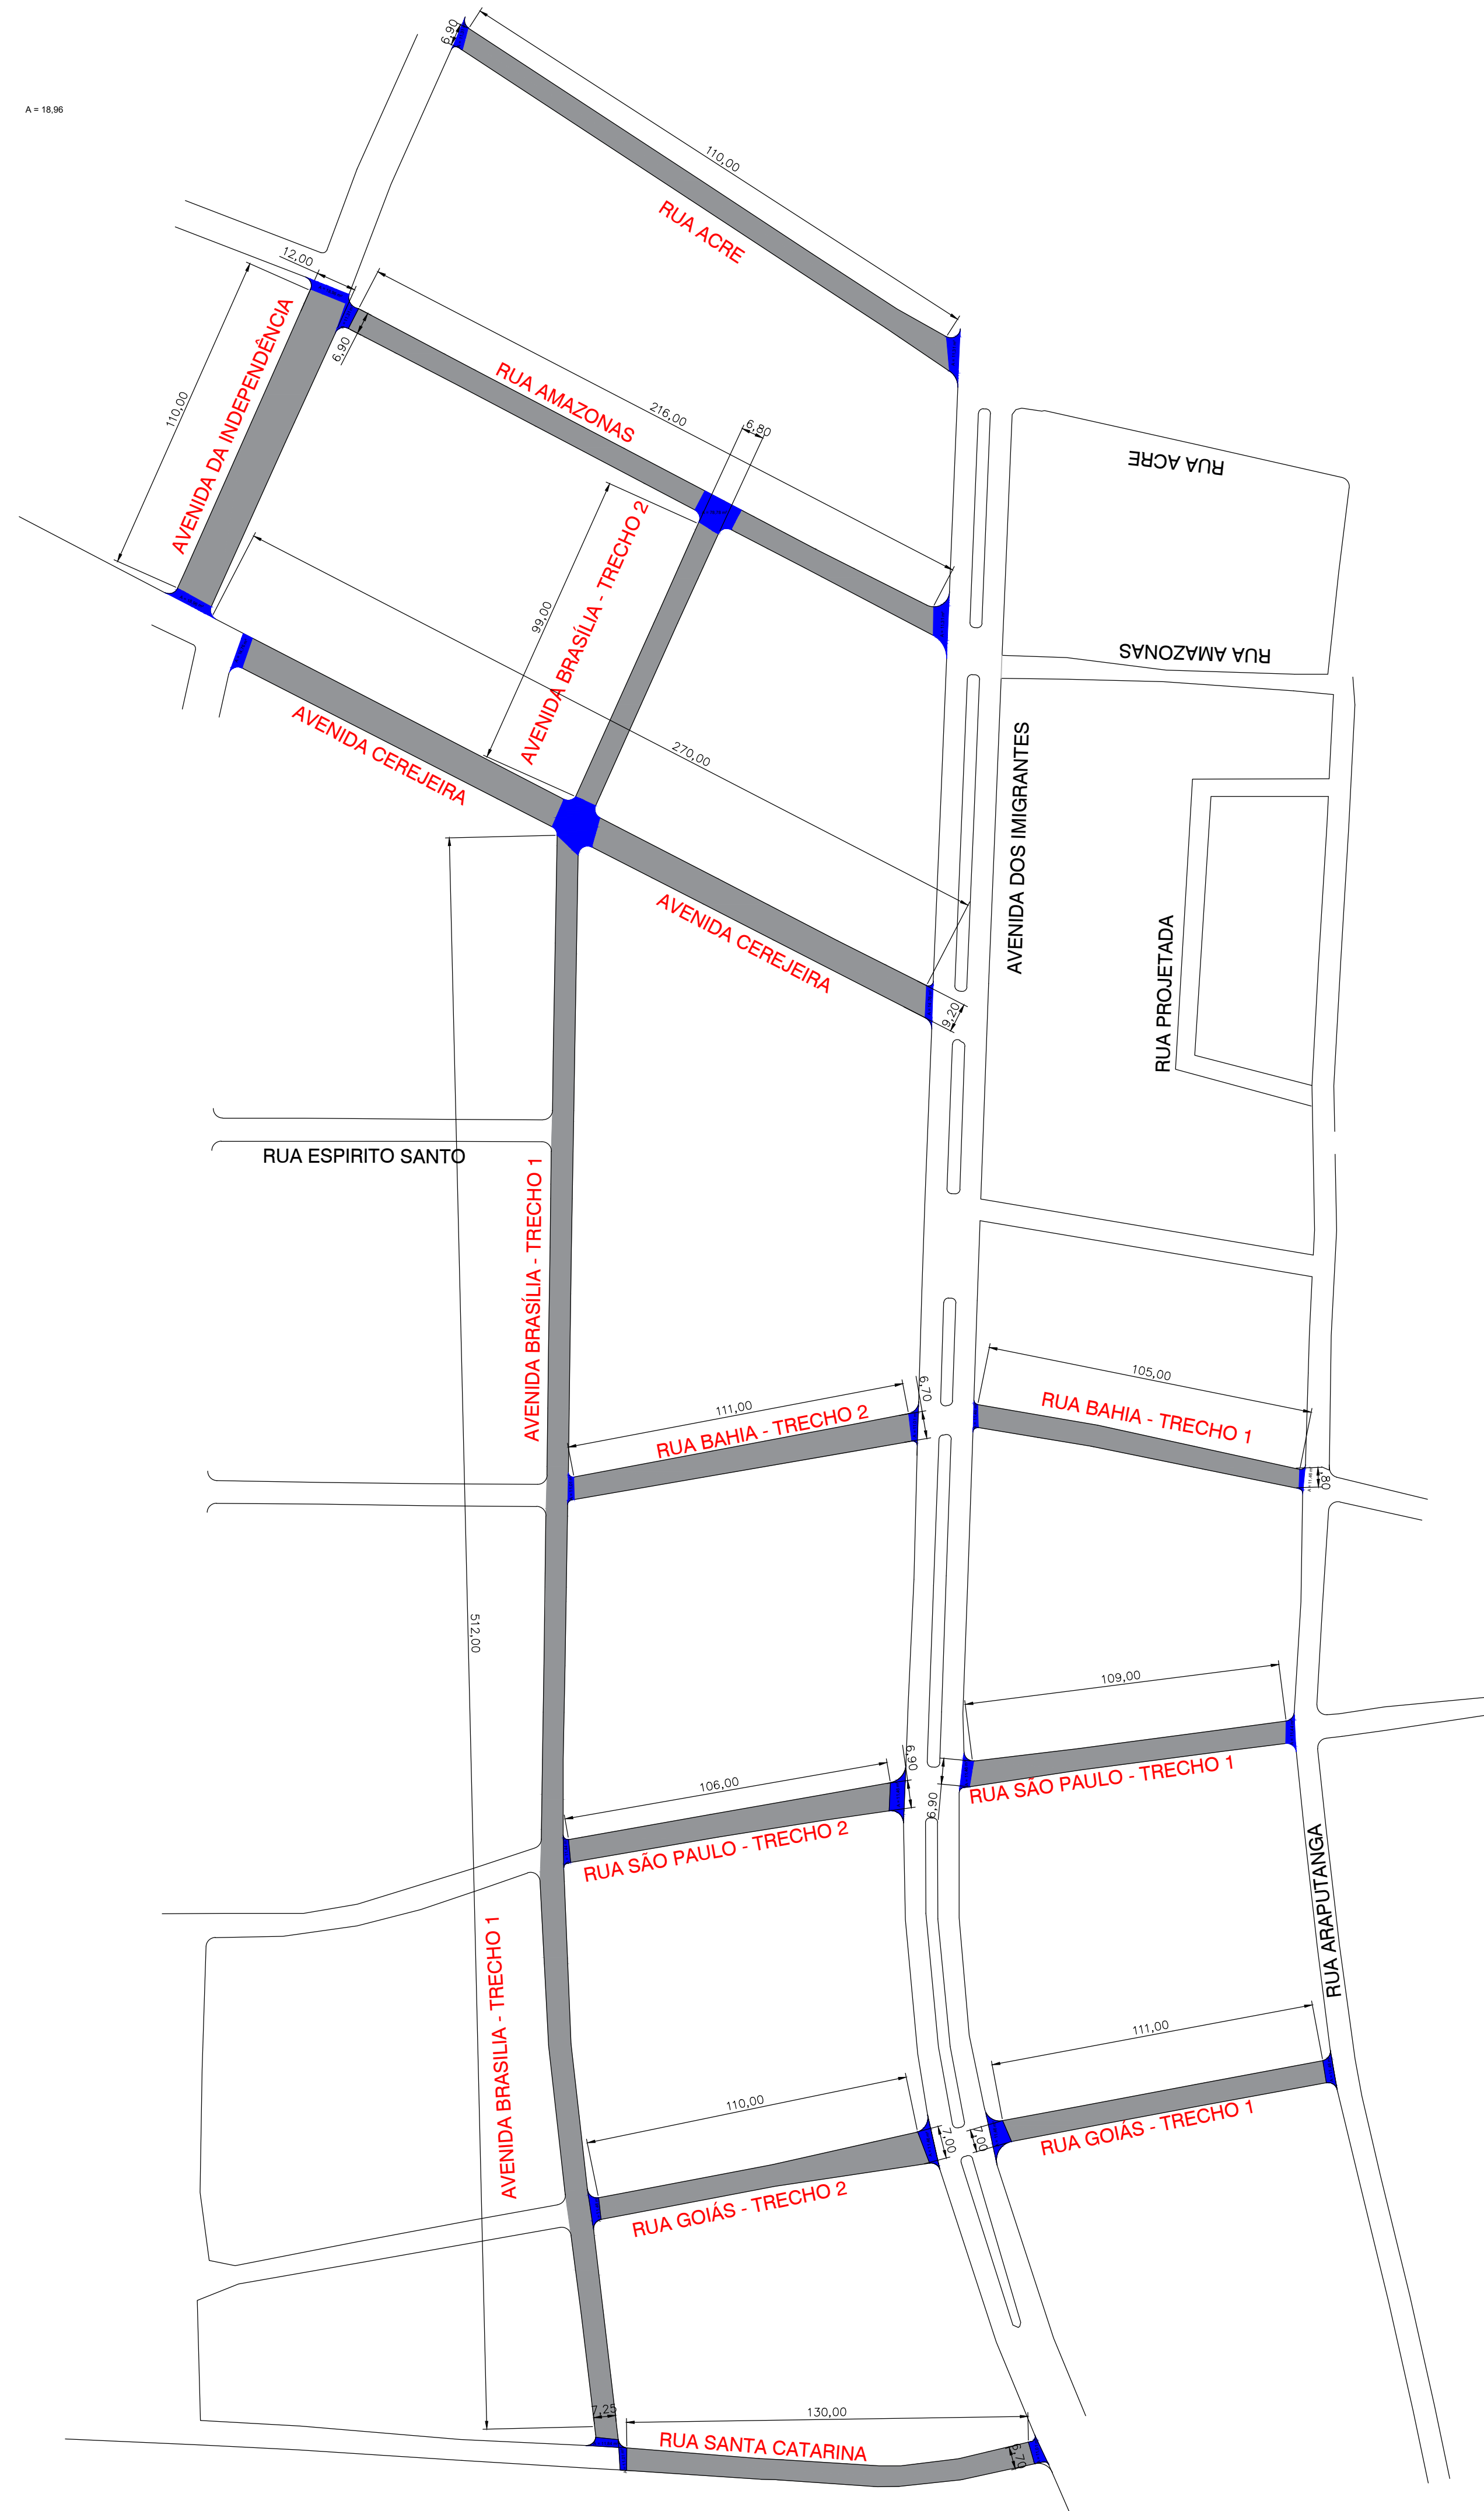 6,90
A = 18,96
110,00
RUA ACRE
12,00
AVENIDA DA INDEPENDÊNCIA
110,00
6,90
RUA AMAZONAS
216,00
6,80
RUA ACRE
99,00
AVENIDA BRASÍLIA - TRECHO 2
RUA AMAZONAS
AVENIDA CEREJEIRA
270,00
AVENIDA DOS IMIGRANTES
AVENIDA CEREJEIRA
RUA PROJETADA
9,20
RUA ESPIRITO SANTO
AVENIDA BRASÍLIA - TRECHO 1
105,00
6,70
111,00
RUA BAHIA - TRECHO 1
RUA BAHIA - TRECHO 2
512,00
109,00
6,90
106,00
RUA SÃO PAULO - TRECHO 1
6,90
RUA SÃO PAULO - TRECHO 2
RUA ARAPUTANGA
AVENIDA BRASILIA - TRECHO 1
111,00
110,00
7,00
7,00
RUA GOIÁS - TRECHO 1
RUA GOIÁS - TRECHO 2
7,25
130,00
RUA SANTA CATARINA
6,70